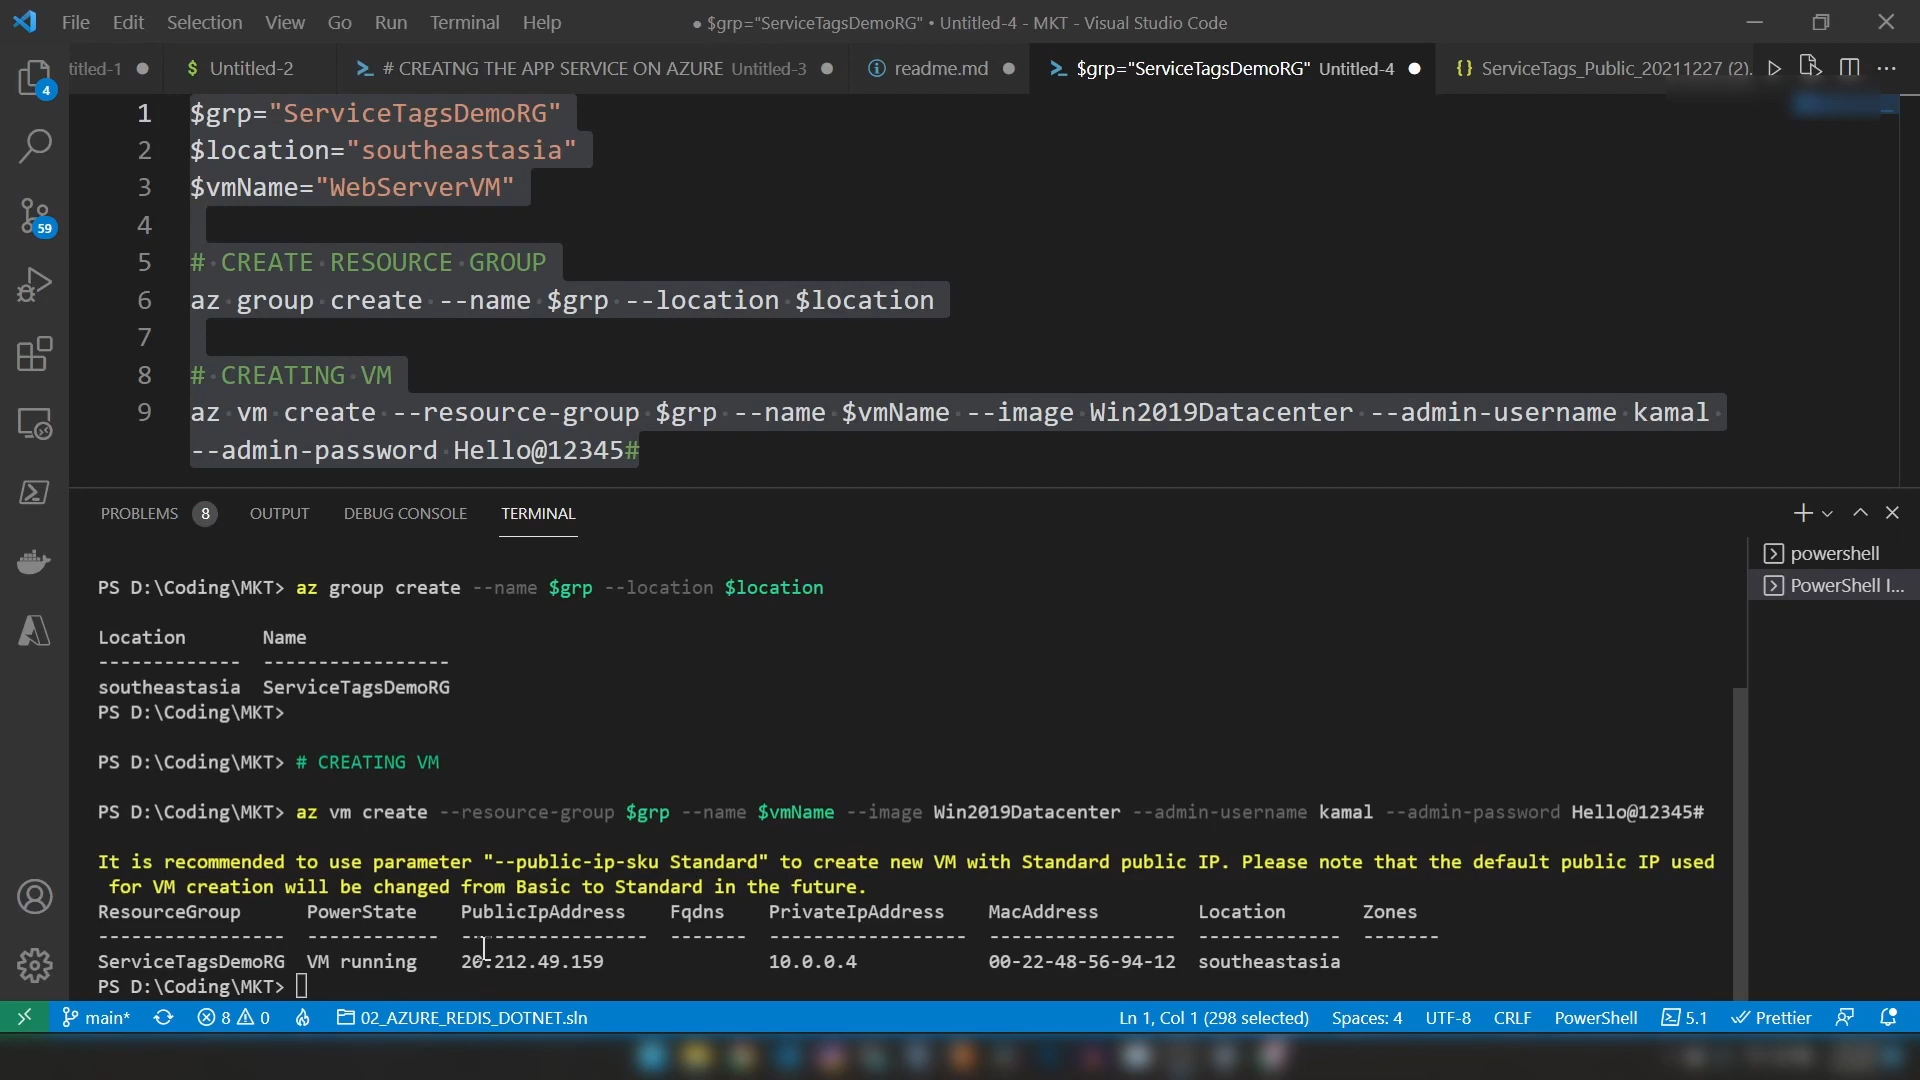 File Edit Selection View Go Run Terminal Help
● $grp="ServiceTagsDemoRG" • Untitled-4 - MKT - Visual Studio Code
titled-1 ●
$ Untitled-2
# CREATNG THE APP SERVICE ON AZURE Untitled-3 ●
readme.md ●
$grp="ServiceTagsDemoRG" Untitled-4 ●
{} ServiceTags_Public_20211227 (2).
4
59
1 $grp="ServiceTagsDemoRG"
2 $location="southeastasia"
3 $vmName="WebServerVM"
4
5 # CREATE RESOURCE GROUP
6 az group create --name $grp --location $location
7
8 # CREATING VM
9 az vm create --resource-group $grp --name $vmName --image Win2019Datacenter --admin-username kamal
--admin-password Hello@12345#
PROBLEMS 8 OUTPUT DEBUG CONSOLE TERMINAL
powershell
PowerShell I...
PS D:\Coding\MKT> az group create --name $grp --location $location
Location Name
------------- -----------------
southeastasia ServiceTagsDemoRG
PS D:\Coding\MKT>
PS D:\Coding\MKT> # CREATING VM
PS D:\Coding\MKT> az vm create --resource-group $grp --name $vmName --image Win2019Datacenter --admin-username kamal --admin-password Hello@12345#
It is recommended to use parameter "--public-ip-sku Standard" to create new VM with Standard public IP. Please note that the default public IP used
for VM creation will be changed from Basic to Standard in the future.
ResourceGroup PowerState PublicIpAddress Fqdns PrivateIpAddress MacAddress Location Zones
----------------- ------------ ----------------- ------- ------------------ ----------------- ------------- -------
ServiceTagsDemoRG VM running 20.212.49.159 10.0.0.4 00-22-48-56-94-12 southeastasia
PS D:\Coding\MKT>
main* 8 0 02_AZURE_REDIS_DOTNET.sln Ln 1, Col 1 (298 selected) Spaces: 4 UTF-8 CRLF PowerShell 5.1 Prettier